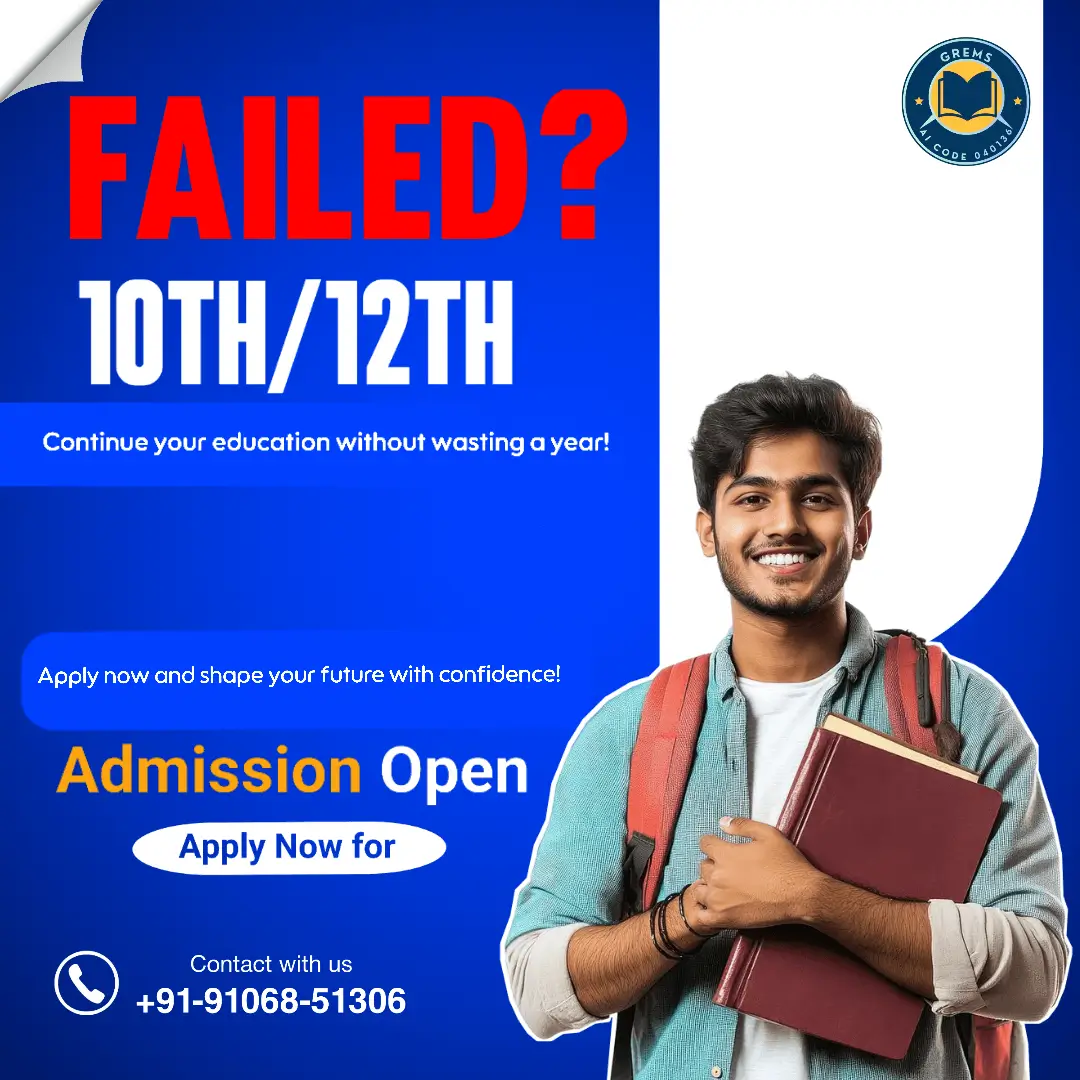 GREMS
AI CODE 040136
FAILED?
10TH/12TH
Continue your education without wasting a year!
Apply now and shape your future with confidence!
Admission Open
Apply Now for
Contact with us
+91-91068-51306